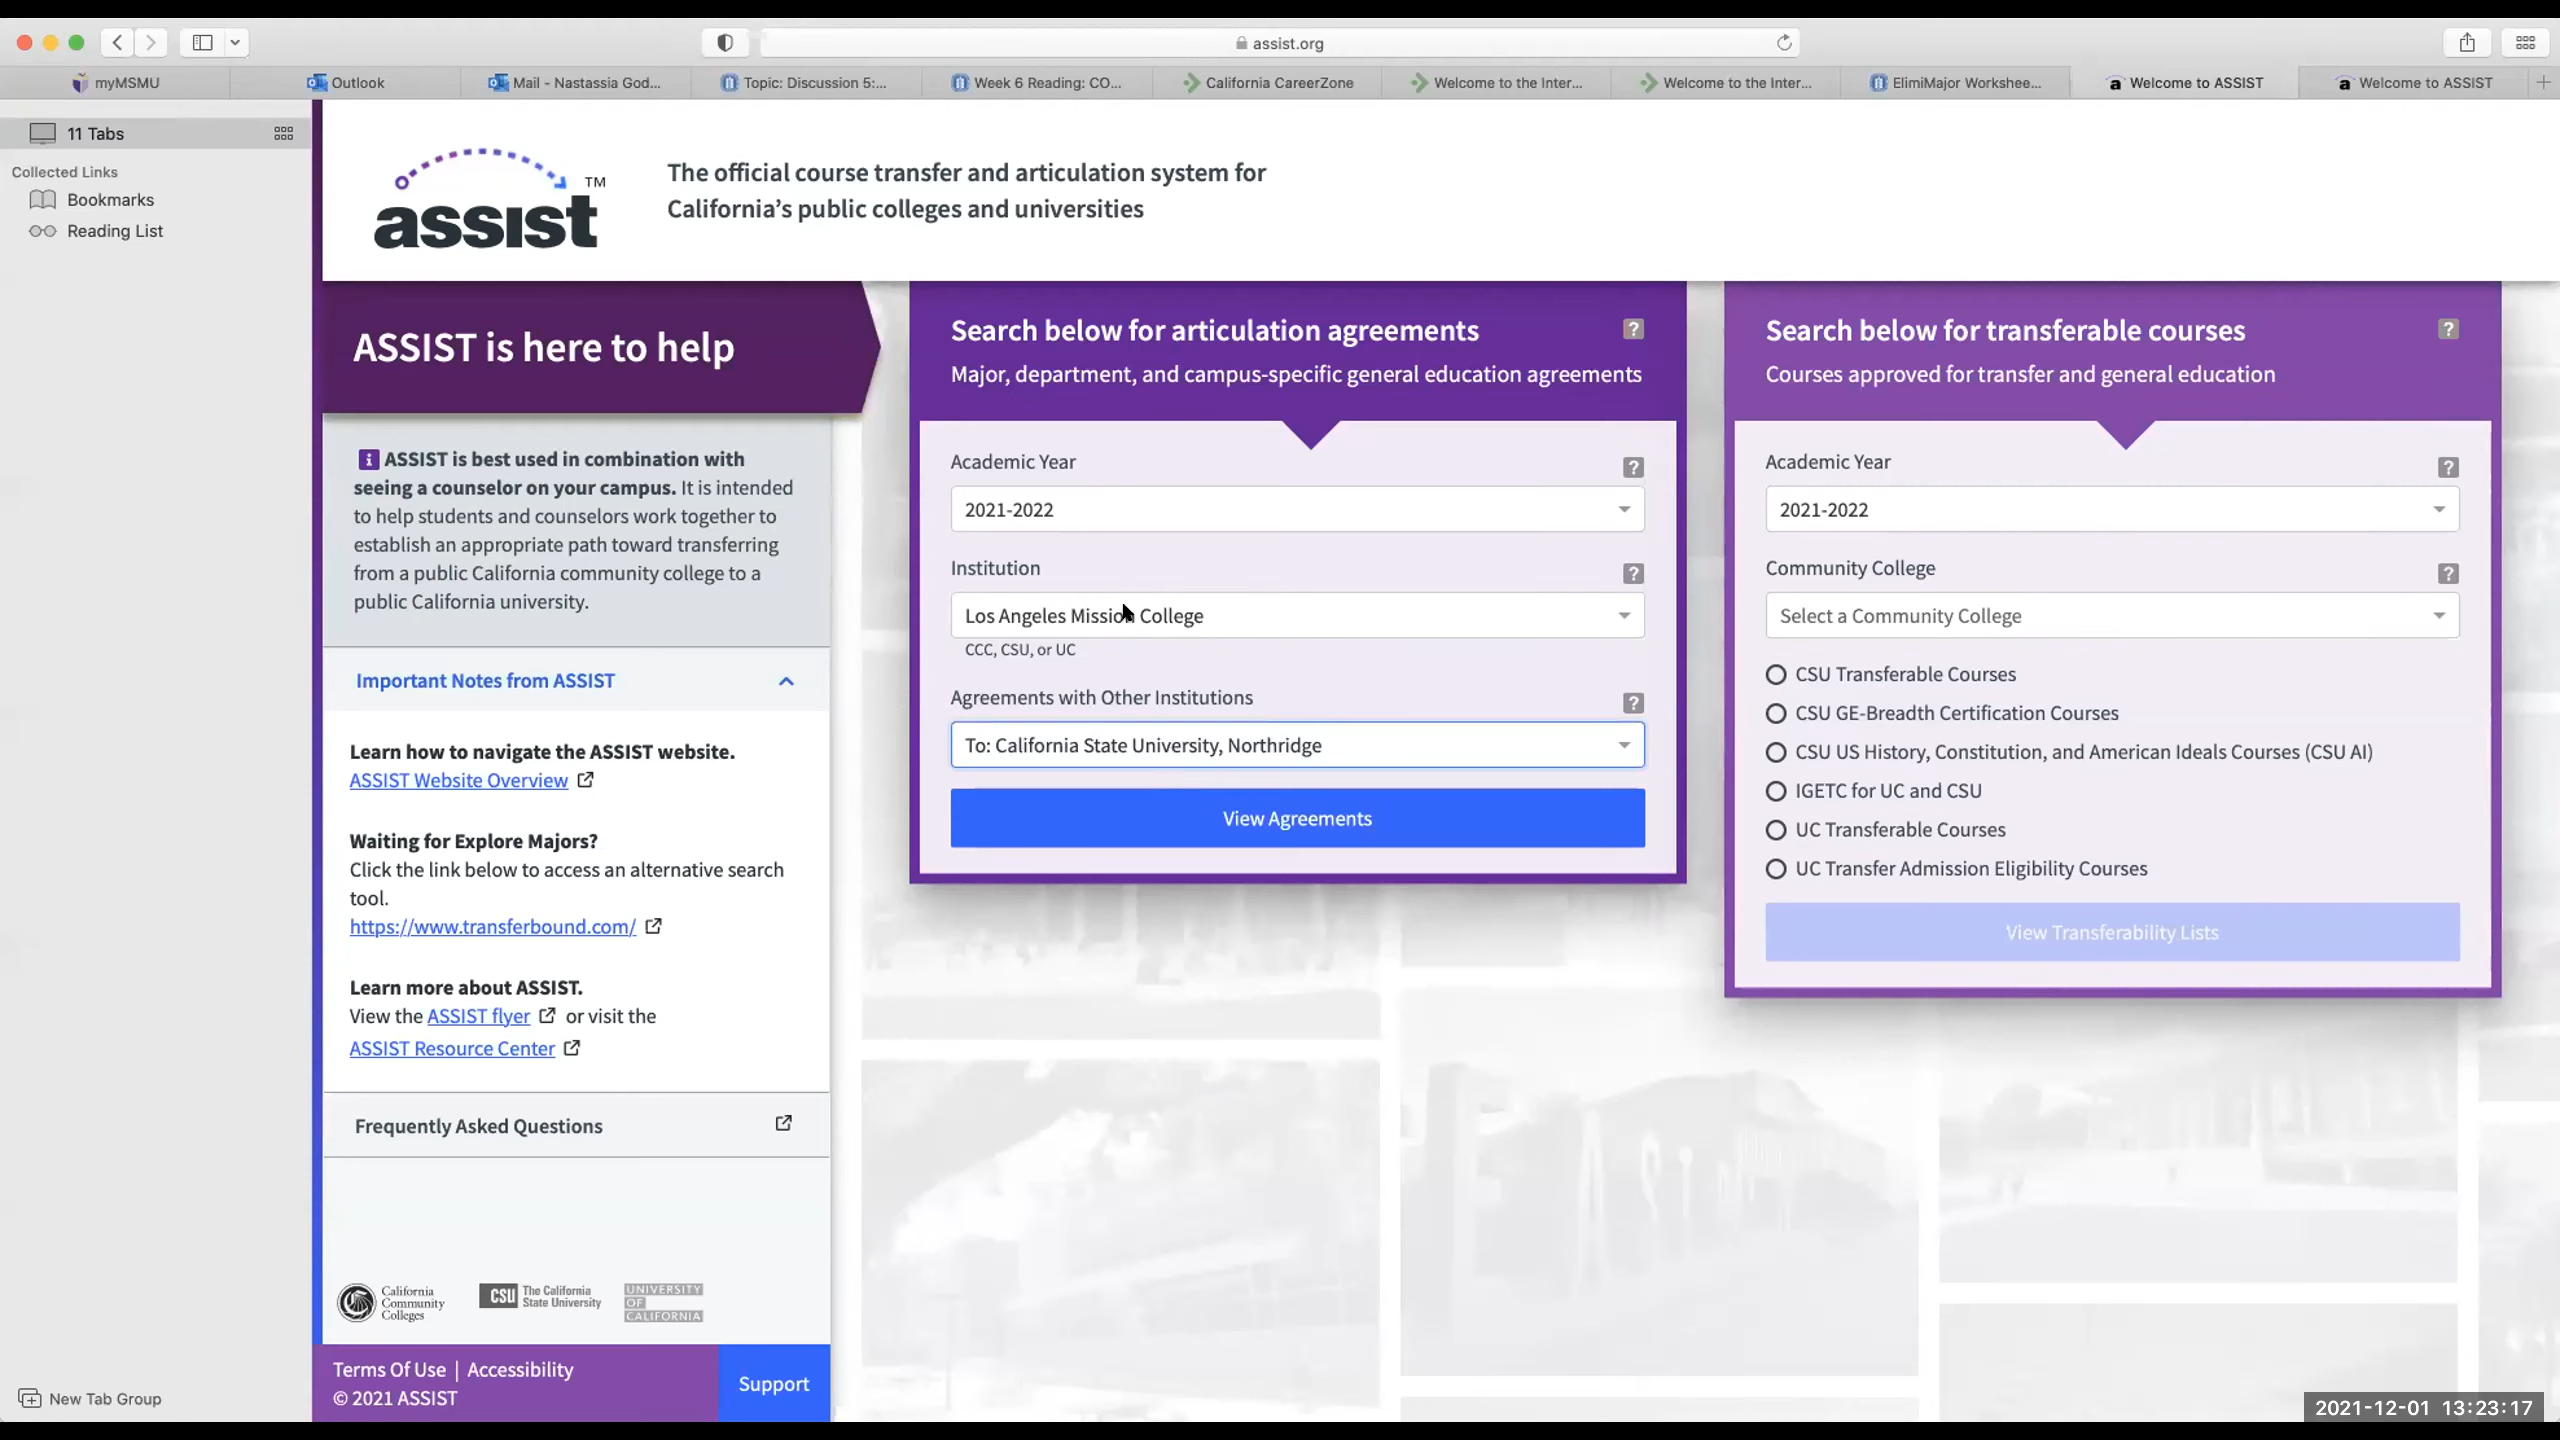 assist.org
myMSMU
Outlook
Mail - Nastassia God...
Topic: Discussion 5:...
Week 6 Reading: CO...
California CareerZone
Welcome to the Inter...
Welcome to the Inter...
ElimiMajor Workshee...
Welcome to ASSIST
Welcome to ASSIST
11 Tabs
Collected Links
Bookmarks
Reading List
New Tab Group
assist TM
The official course transfer and articulation system for
California's public colleges and universities
ASSIST is here to help
ASSIST is best used in combination with
seeing a counselor on your campus. It is intended
to help students and counselors work together to
establish an appropriate path toward transferring
from a public California community college to a
public California university.
Important Notes from ASSIST
Learn how to navigate the ASSIST website.
ASSIST Website Overview
Waiting for Explore Majors?
Click the link below to access an alternative search
tool.
https://www.transferbound.com/
Learn more about ASSIST.
View the ASSIST flyer or visit the
ASSIST Resource Center
Frequently Asked Questions
California
Community
Colleges
CSU The California
State University
UNIVERSITY
OF
CALIFORNIA
Terms Of Use | Accessibility
© 2021 ASSIST
Support
Search below for articulation agreements
Major, department, and campus-specific general education agreements
Academic Year
2021-2022
Institution
Los Angeles Mission College
CCC, CSU, or UC
Agreements with Other Institutions
To: California State University, Northridge
View Agreements
Search below for transferable courses
Courses approved for transfer and general education
Academic Year
2021-2022
Community College
Select a Community College
CSU Transferable Courses
CSU GE-Breadth Certification Courses
CSU US History, Constitution, and American Ideals Courses (CSU AI)
IGETC for UC and CSU
UC Transferable Courses
UC Transfer Admission Eligibility Courses
View Transferability Lists
2021-12-01 13:23:17